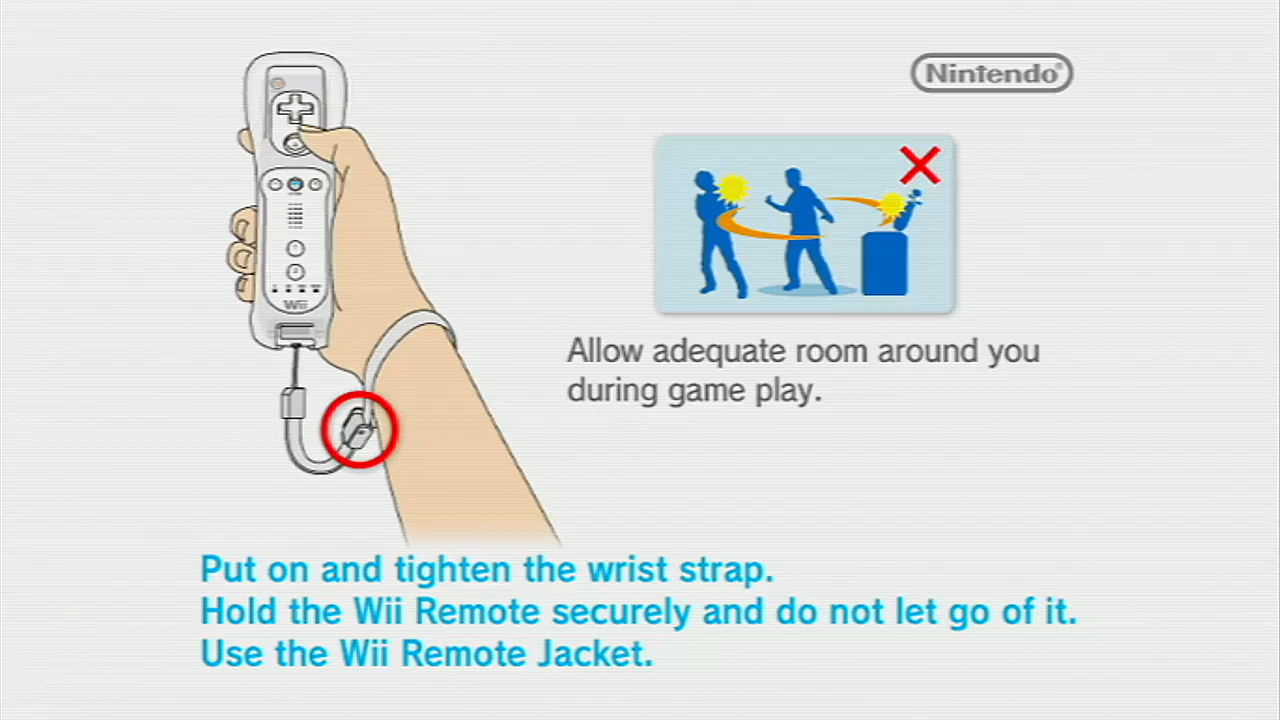 Nintendo®
Wii
Allow adequate room around you
during game play.
Put on and tighten the wrist strap.
Hold the Wii Remote securely and do not let go of it.
Use the Wii Remote Jacket.